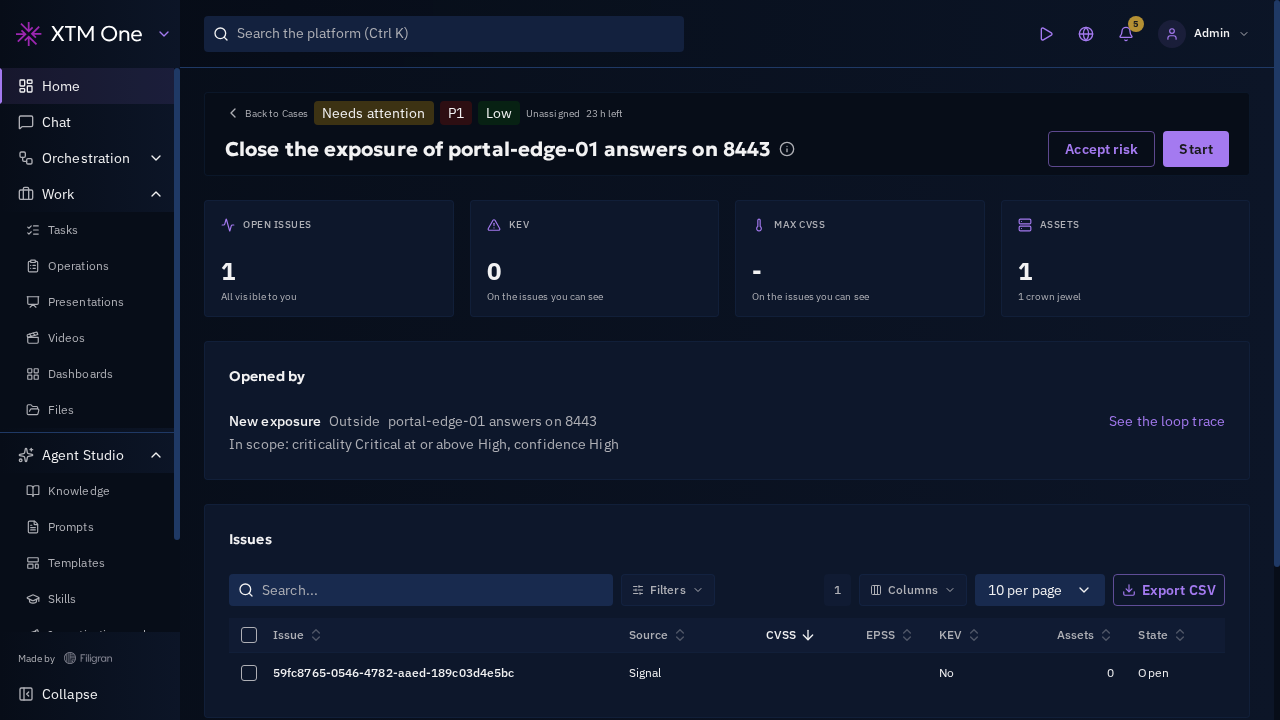 XTM One
Search the platform (Ctrl K)
5
Admin
Home
Chat
Orchestration
Work
Tasks
Operations
Presentations
Videos
Dashboards
Files
Agent Studio
Knowledge
Prompts
Templates
Skills
Made by Filigran
Collapse
Back to Cases Needs attention P1 Low Unassigned 23 h left
Close the exposure of portal-edge-01 answers on 8443
Accept risk
Start
OPEN ISSUES
1
All visible to you
KEV
0
On the issues you can see
MAX CVSS
-
On the issues you can see
ASSETS
1
1 crown jewel
Opened by
New exposure Outside portal-edge-01 answers on 8443
See the loop trace
In scope: criticality Critical at or above High, confidence High
Issues
Search...
Filters
1
Columns
10 per page
Export CSV
Issue Source CVSS EPSS KEV Assets State
59fc8765-0546-4782-aaed-189c03d4e5bc Signal No 0 Open